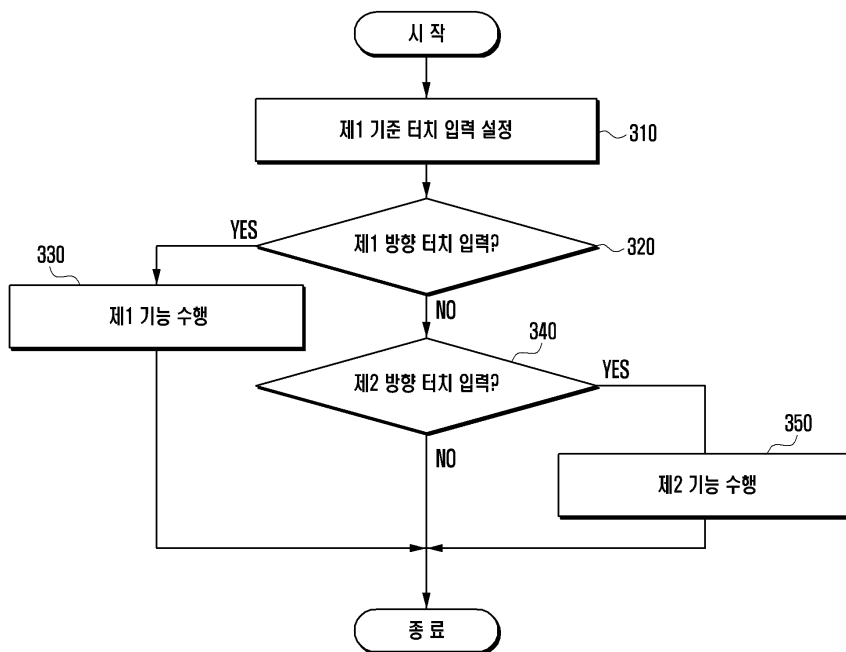 시 작
제1 기준 터치 입력 설정
310
제1 방향 터치 입력?
320
YES
330
제1 기능 수행
NO
340
제2 방향 터치 입력?
YES
350
제2 기능 수행
NO
종 료